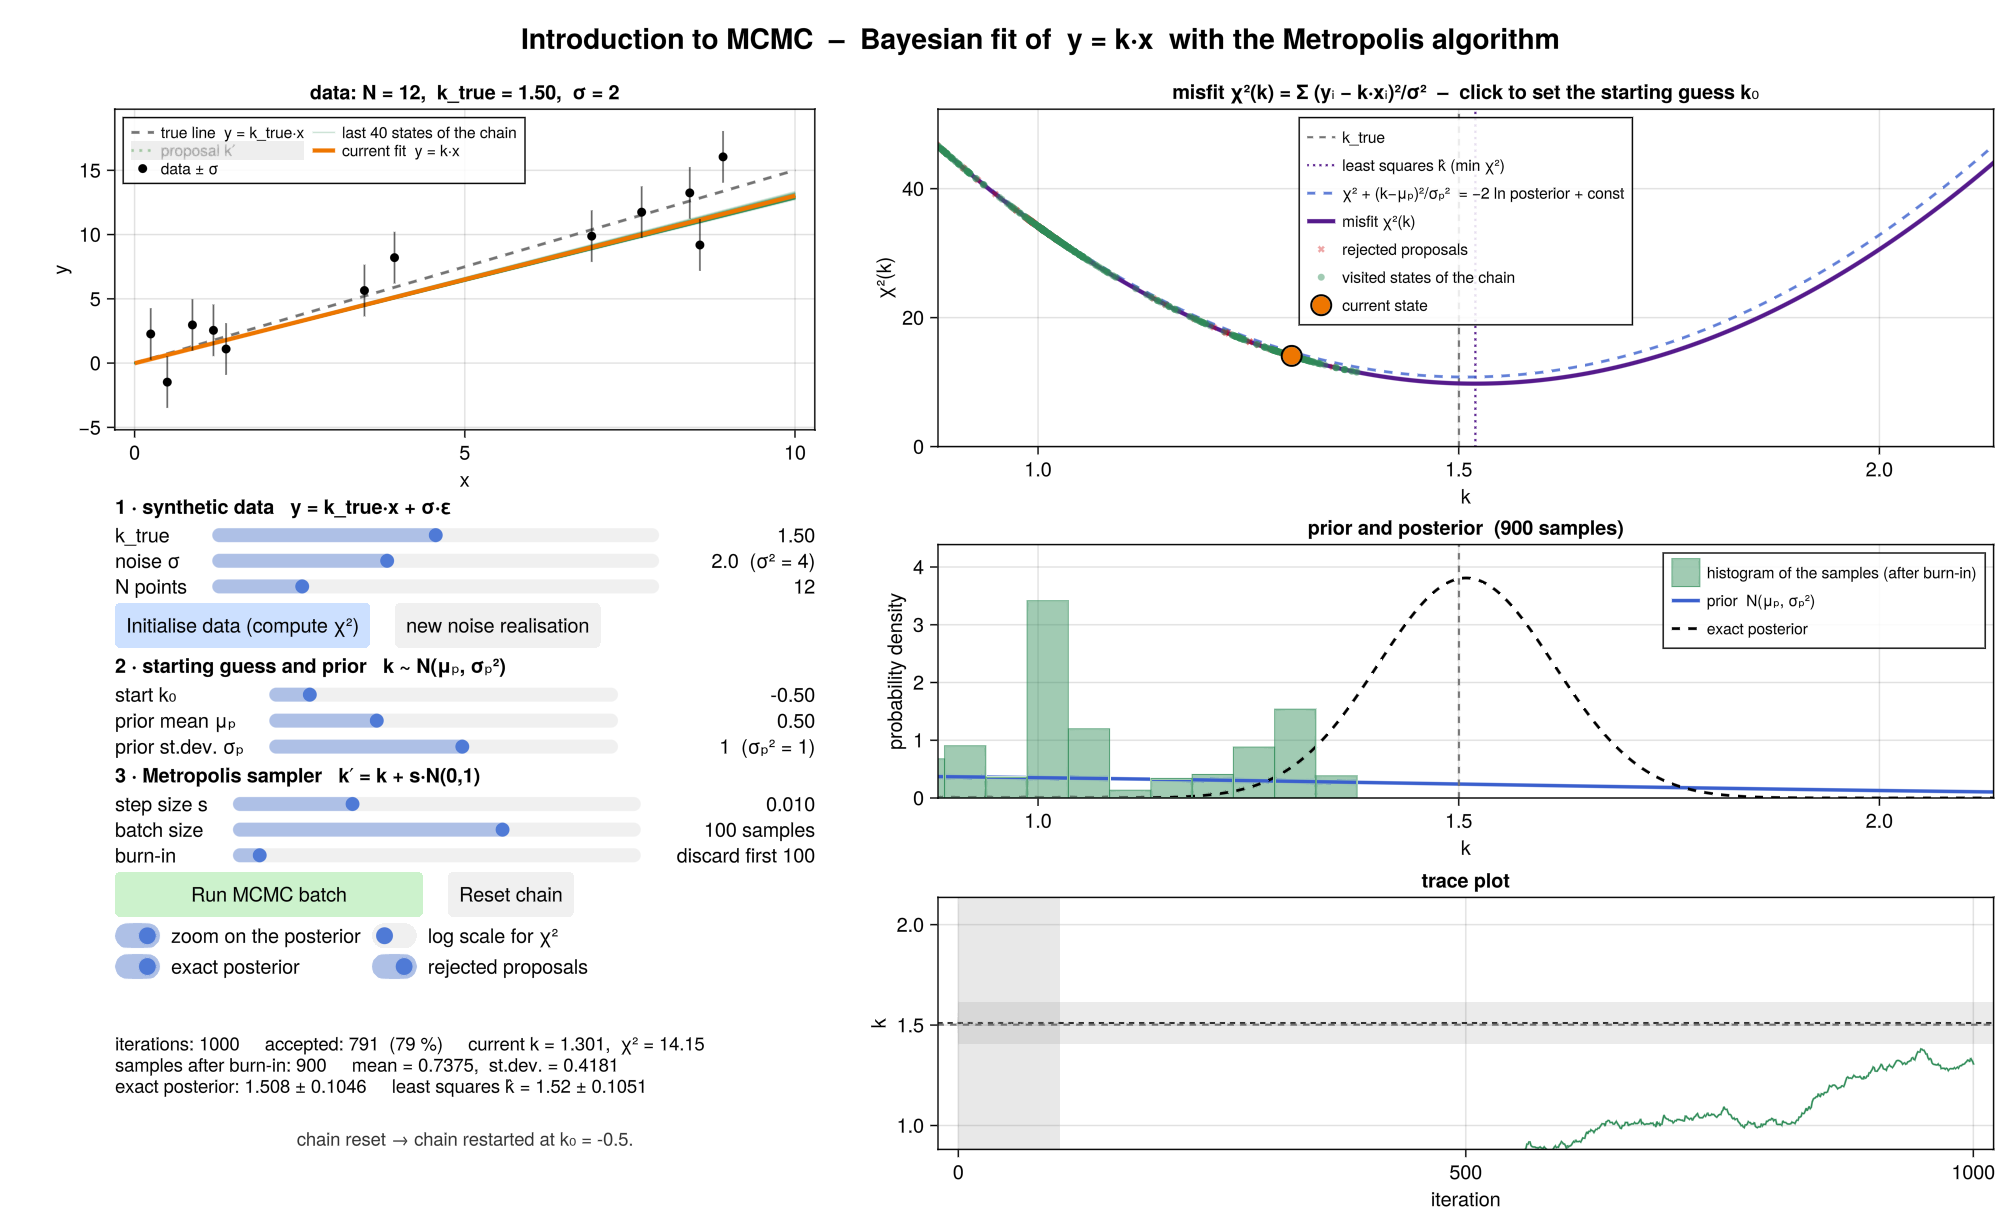 Introduction to MCMC – Bayesian fit of y = k·x with the Metropolis algorithm
data: N = 12, k_true = 1.50, σ = 2
true line y = k_true·x
last 40 states of the chain
proposal k′
current fit y = k·x
data ± σ
15
10
5
0
−5
y
0
5
10
x
1 · synthetic data y = k_true·x + σ·ε
k_true
1.50
noise σ
2.0 (σ² = 4)
N points
12
Initialise data (compute χ²)
new noise realisation
2 · starting guess and prior k ~ N(μₚ, σₚ²)
start k₀
-0.50
prior mean μₚ
0.50
prior st.dev. σₚ
1 (σₚ² = 1)
3 · Metropolis sampler k′ = k + s·N(0,1)
step size s
0.010
batch size
100 samples
burn-in
discard first 100
Run MCMC batch
Reset chain
zoom on the posterior
log scale for χ²
exact posterior
rejected proposals
iterations: 1000 accepted: 791 (79 %) current k = 1.301, χ² = 14.15
samples after burn-in: 900 mean = 0.7375, st.dev. = 0.4181
exact posterior: 1.508 ± 0.1046 least squares k̂ = 1.52 ± 0.1051
chain reset → chain restarted at k₀ = -0.5.
misfit χ²(k) = Σ (yᵢ − k·xᵢ)²/σ² – click to set the starting guess k₀
k_true
least squares k̂ (min χ²)
χ² + (k−μₚ)²/σₚ² = −2 ln posterior + const
misfit χ²(k)
rejected proposals
visited states of the chain
current state
40
20
0
χ²(k)
1.0
1.5
2.0
k
prior and posterior (900 samples)
histogram of the samples (after burn-in)
prior N(μₚ, σₚ²)
exact posterior
4
3
2
1
0
probability density
1.0
1.5
2.0
k
trace plot
2.0
1.5
1.0
k
0
500
1000
iteration